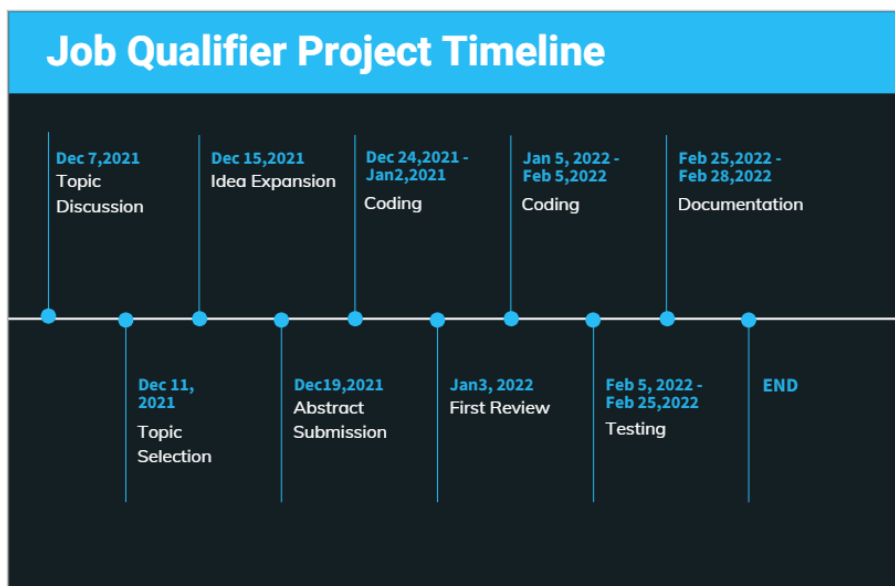 Job Qualifier Project Timeline
Dec 7,2021
Topic
Discussion
Dec 15,2021
Idea Expansion
Dec 24,2021 -
Jan2,2021
Coding
Jan 5, 2022 -
Feb 5,2022
Coding
Feb 25,2022 -
Feb 28,2022
Documentation
Dec 11,
2021
Topic
Selection
Dec19,2021
Abstract
Submission
Jan3, 2022
First Review
Feb 5, 2022 -
Feb 25,2022
Testing
END